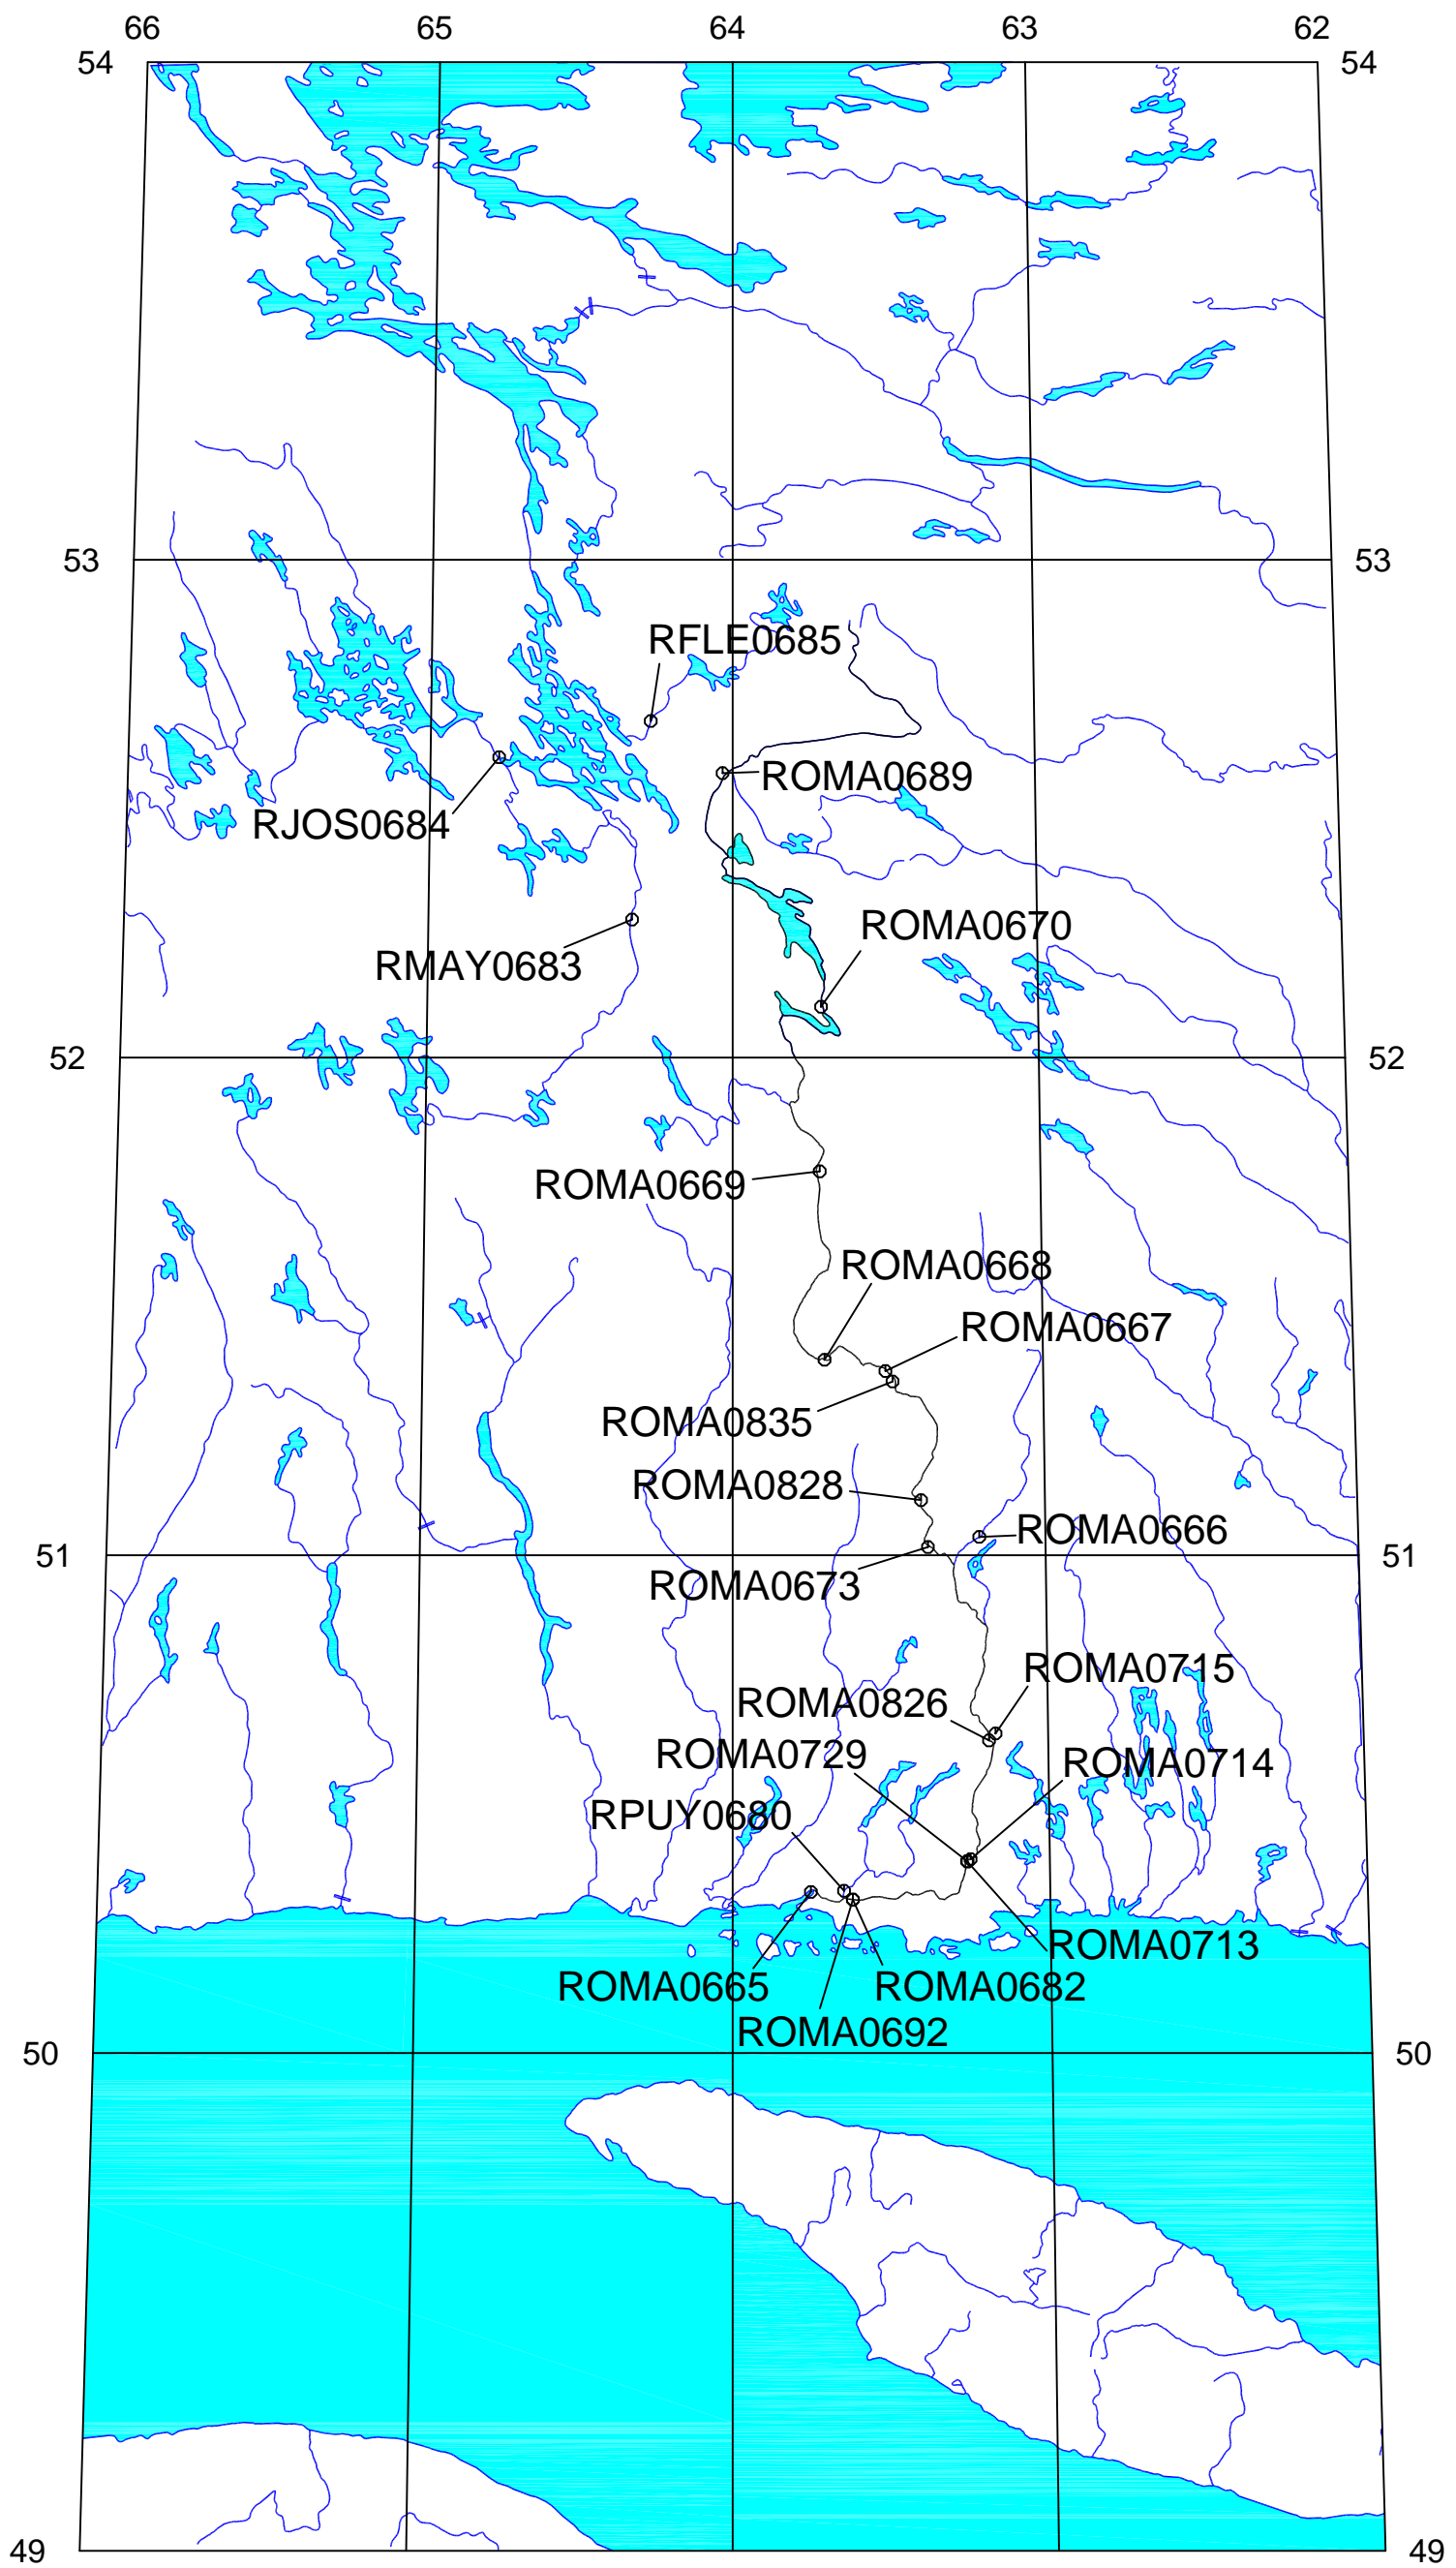 66 65 64 63 62
54 54
53 53
RFLE0685
ROMA0689
RJOS0684
ROMA0670
RMAY0683
52 52
ROMA0669
ROMA0668
ROMA0667
ROMA0835
ROMA0828
ROMA0666
51 51
ROMA0673
ROMA0715
ROMA0826
ROMA0729
ROMA0714
RPUY0680
ROMA0713
ROMA0665
ROMA0682
ROMA0692
50 50
49 49